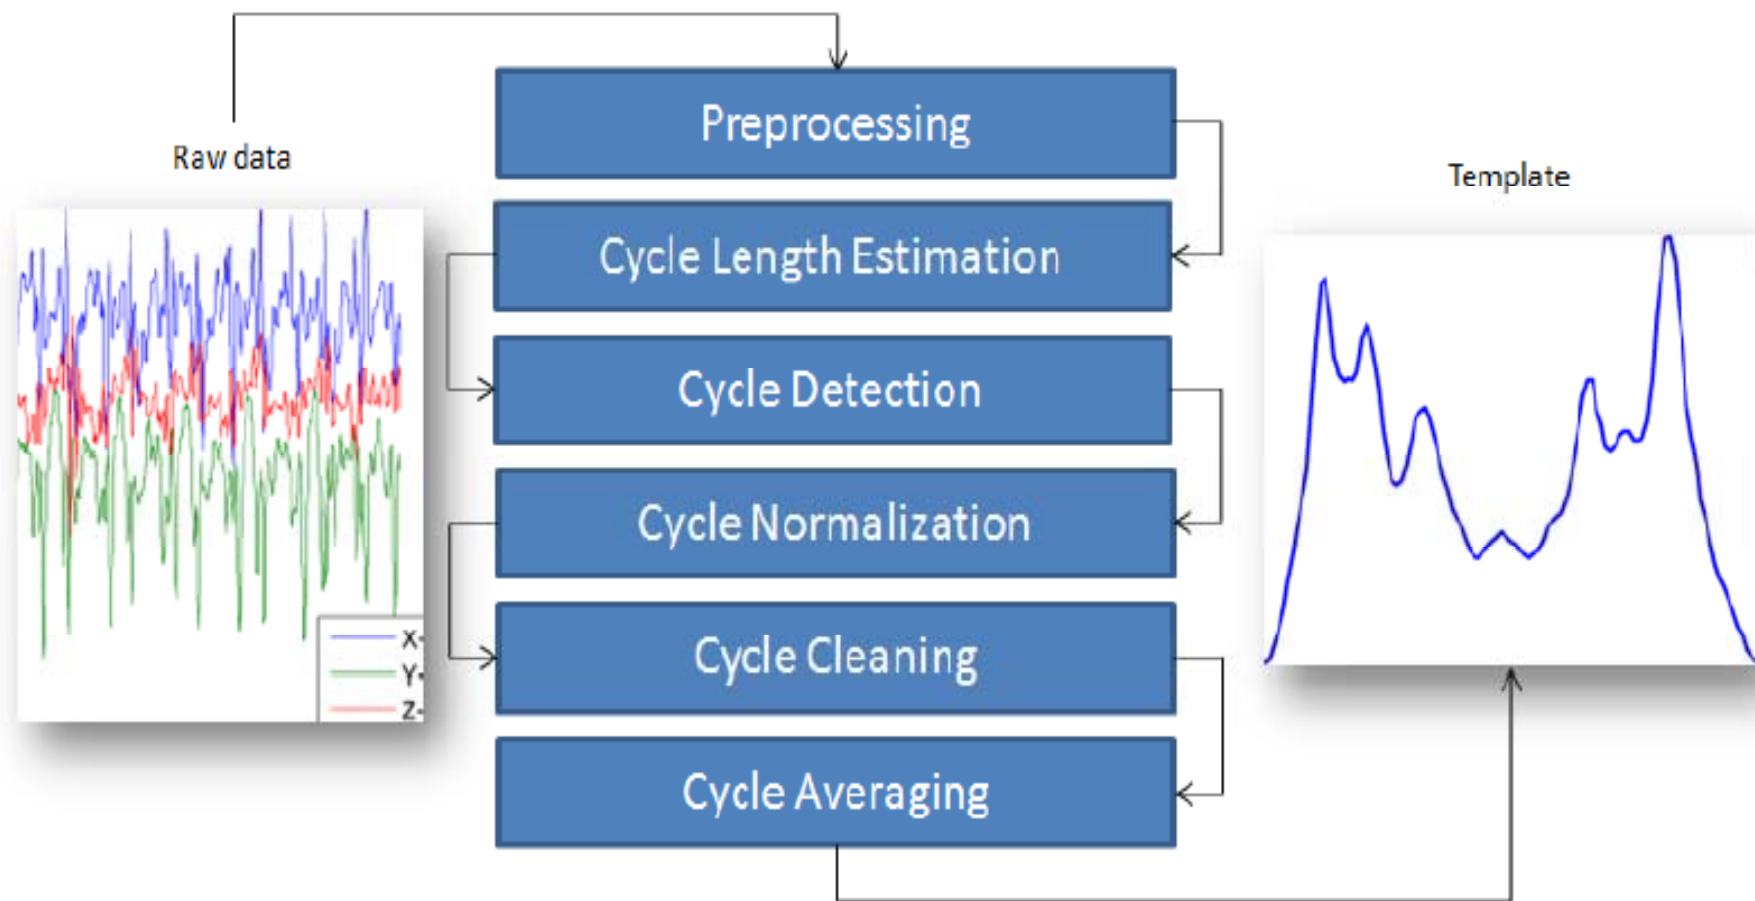 Raw data
X-
Y-
Z-
Preprocessing
Cycle Length Estimation
Cycle Detection
Cycle Normalization
Cycle Cleaning
Cycle Averaging
Template